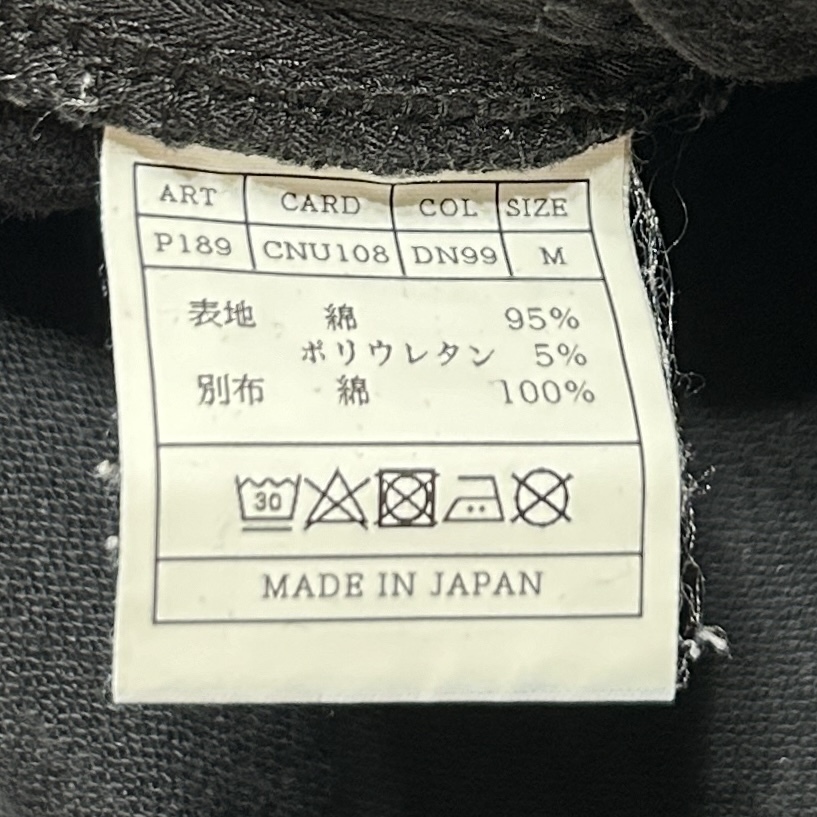 ART CARD COL SIZE
P189 CNU108 DN99 M
表地 綿 95%
ポリウレタン 5%
別布 綿 100%
30
MADE IN JAPAN